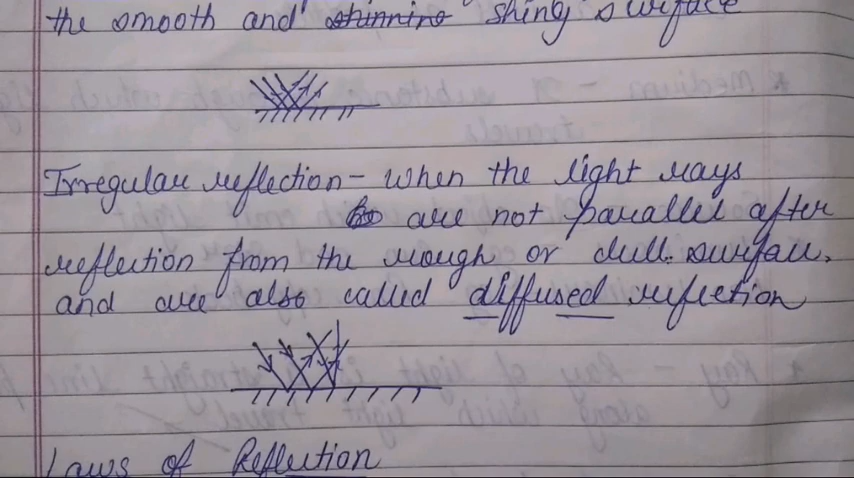 the smooth and shinning shing surface
Irregular reflection - when the light rays
are not parallel after
reflection from the rough or dull. surface.
and are also called diffused reflection
Laws of Reflection